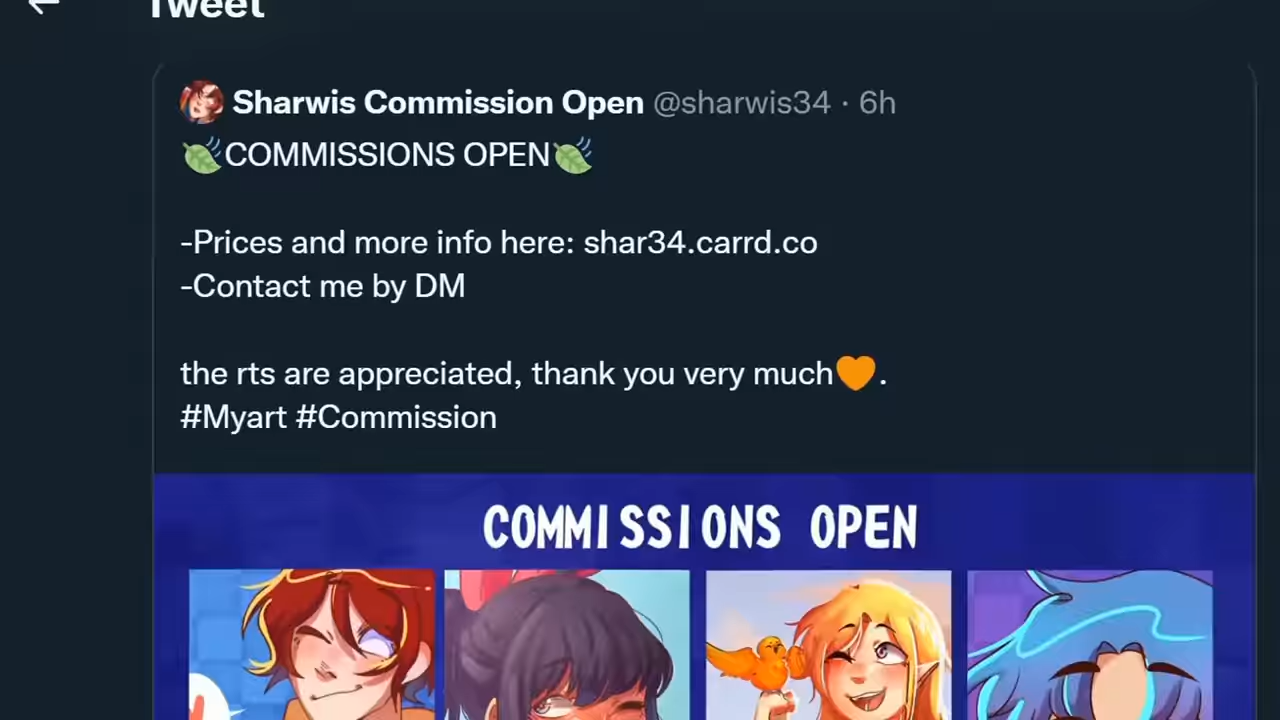 Tweet
Sharwis Commission Open @sharwis34 · 6h
🍃COMMISSIONS OPEN🍃
-Prices and more info here: shar34.carrd.co
-Contact me by DM
the rts are appreciated, thank you very much🧡.
#Myart #Commission
COMMISSIONS OPEN